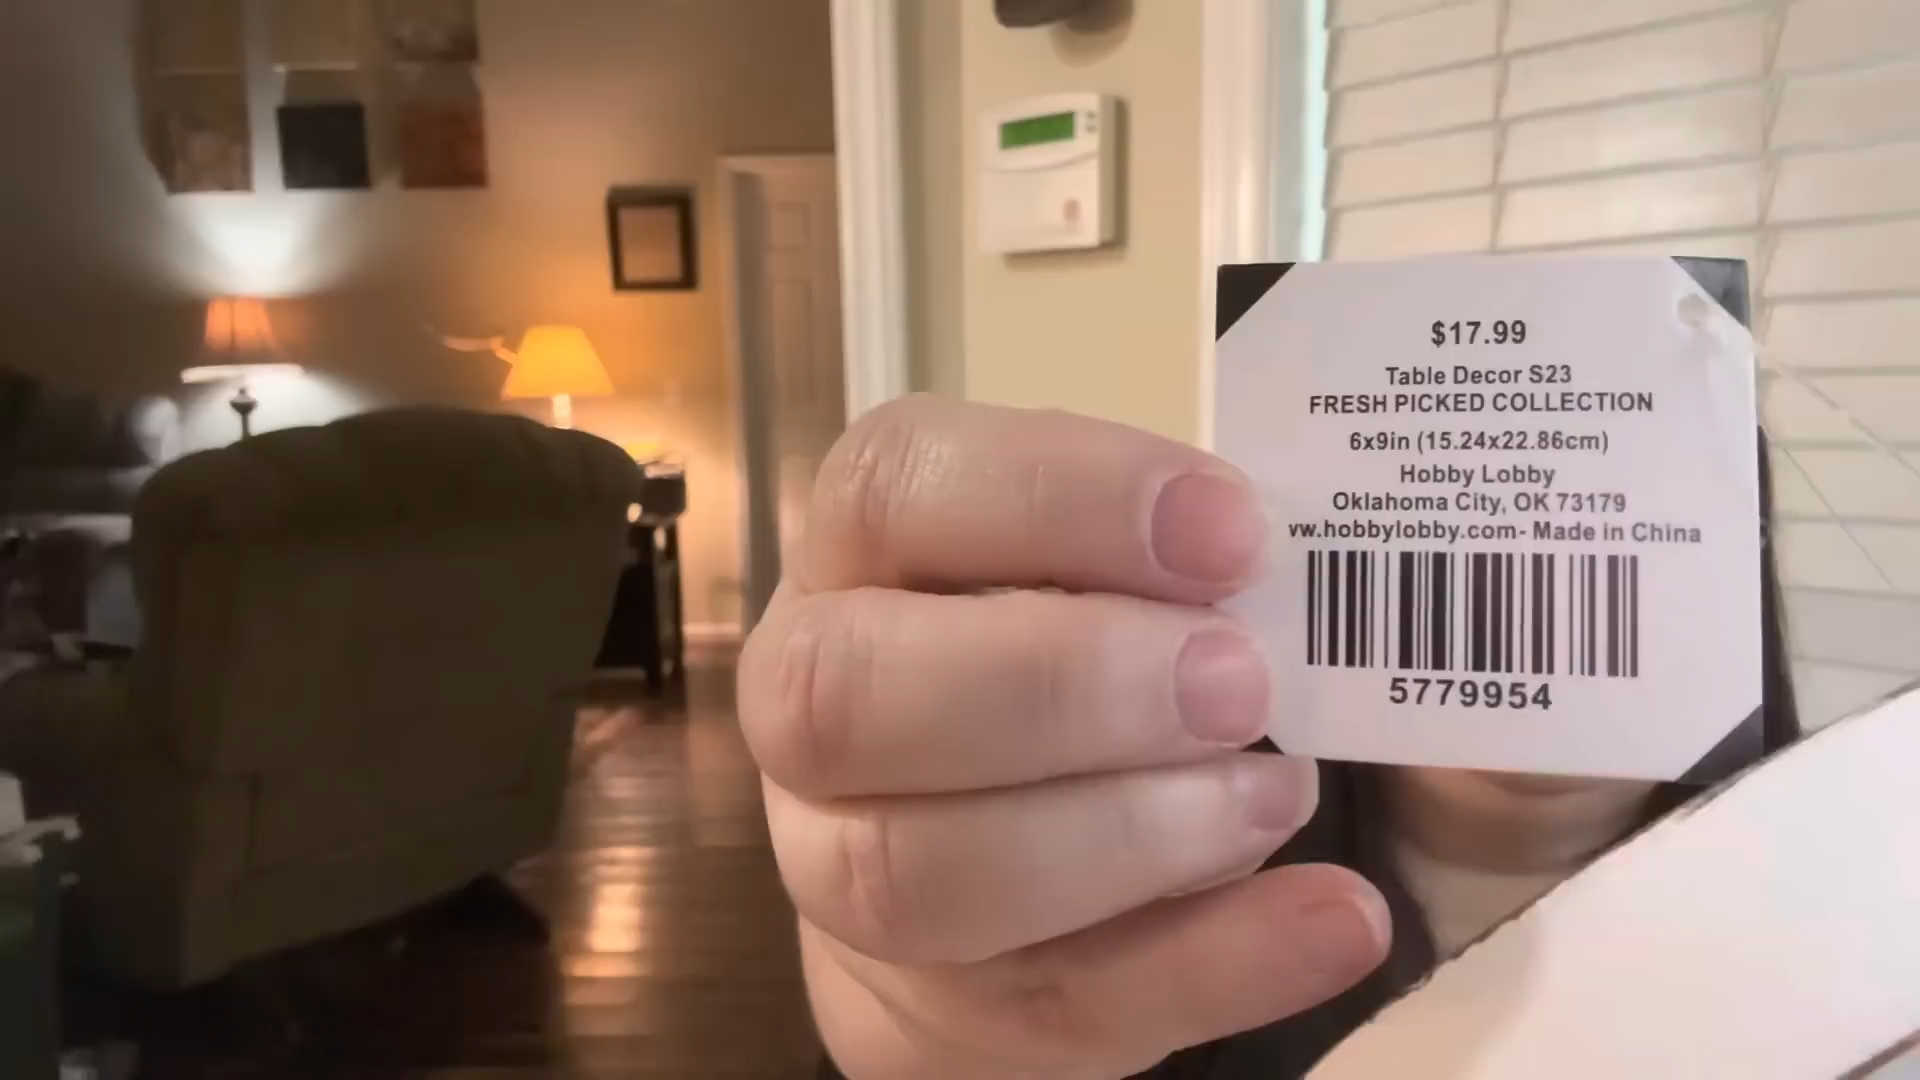 $17.99
Table Decor S23
FRESH PICKED COLLECTION
6x9in (15.24x22.86cm)
Hobby Lobby
Oklahoma City, OK 73179
vw.hobbylobby.com- Made in China
5779954